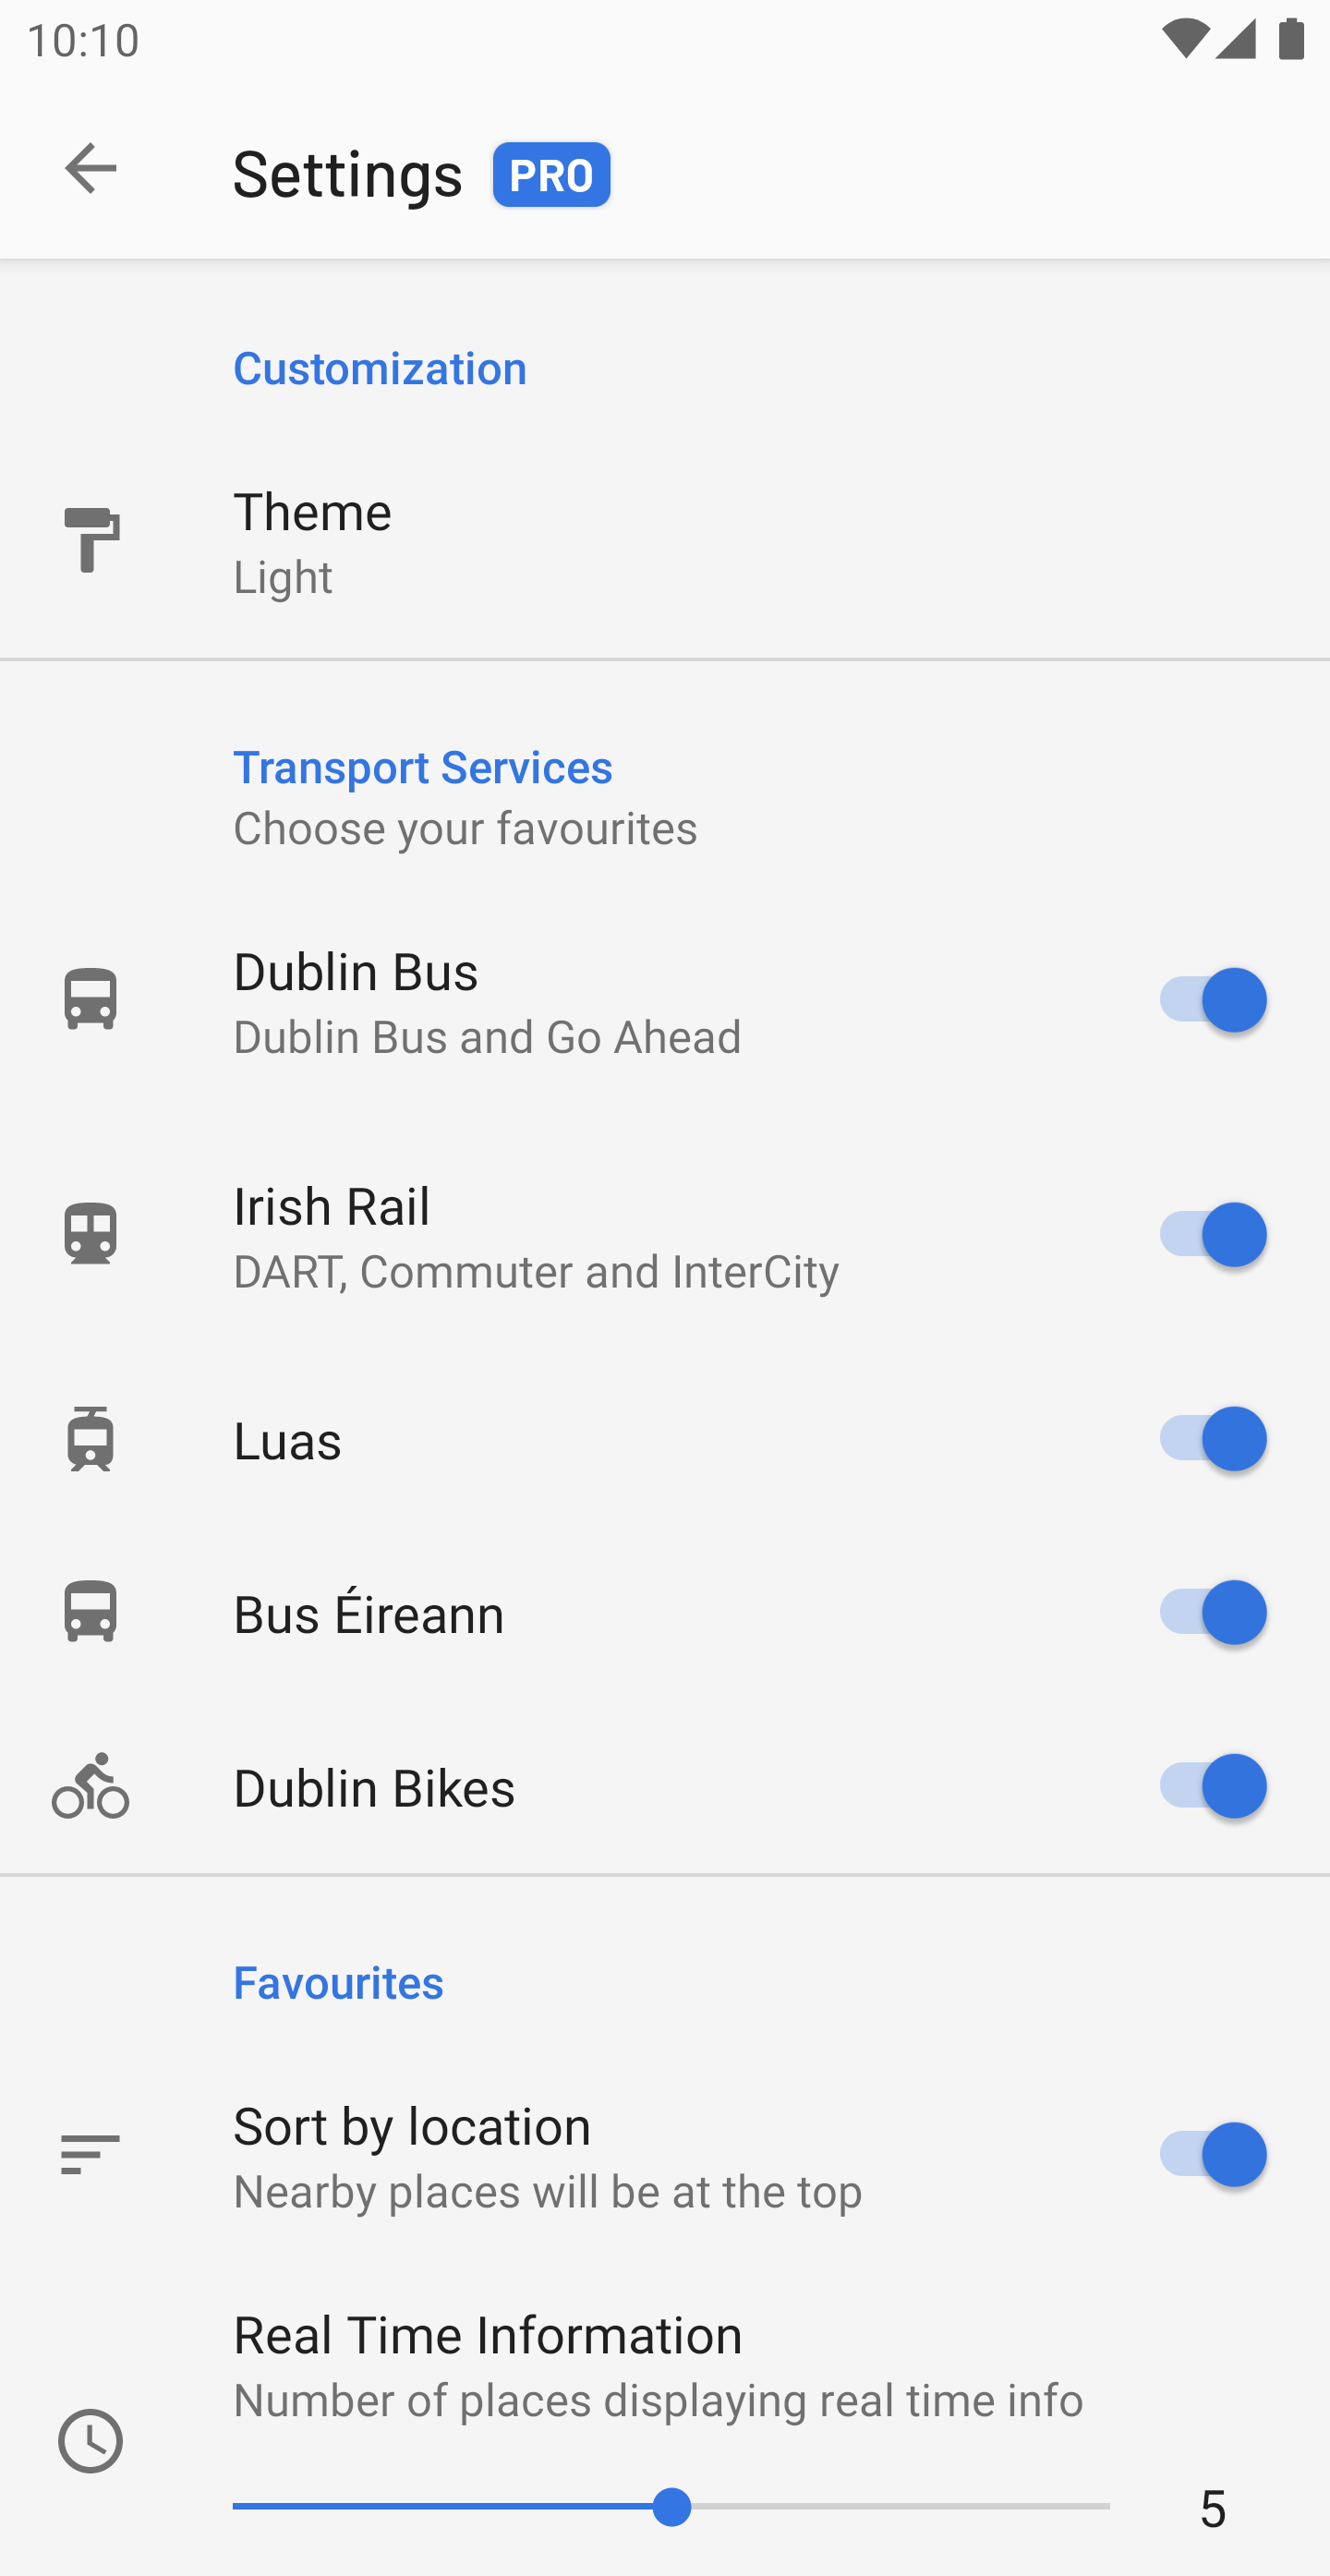 10:10
Settings PRO
Customization
Theme
Light
Transport Services
Choose your favourites
Dublin Bus
Dublin Bus and Go Ahead
Irish Rail
DART, Commuter and InterCity
Luas
Bus Éireann
Dublin Bikes
Favourites
Sort by location
Nearby places will be at the top
Real Time Information
Number of places displaying real time info
5